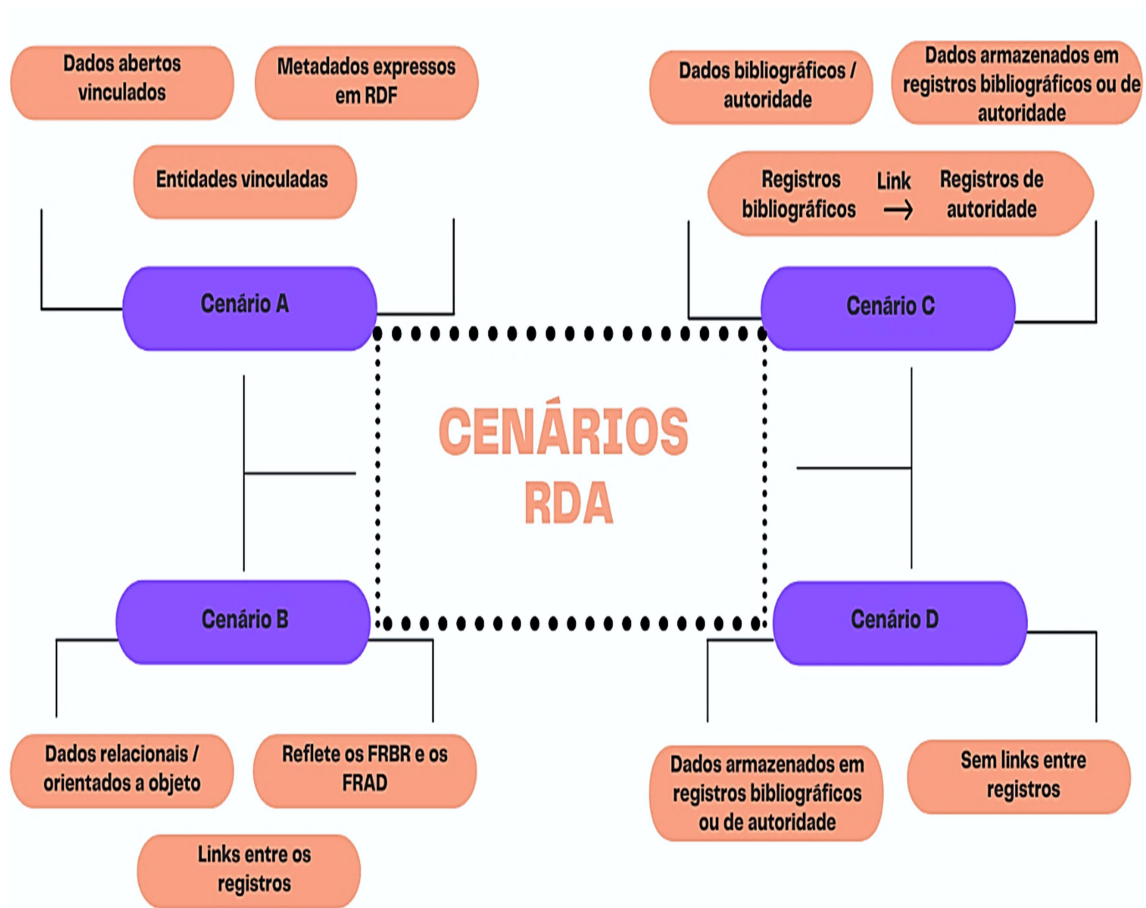 Dados abertos
vinculados
Metadados expressos
em RDF
Entidades vinculadas
Cenário A
Dados bibliográficos /
autoridade
Dados armazenados em
registros bibliográficos ou de
autoridade
Registros
bibliográficos
Link
→
Registros de
autoridade
Cenário C
CENÁRIOS
RDA
Cenário B
Dados relacionais /
orientados a objeto
Reflete os FRBR e os
FRAD
Links entre os
registros
Cenário D
Dados armazenados em
registros bibliográficos
ou de autoridade
Sem links entre
registros